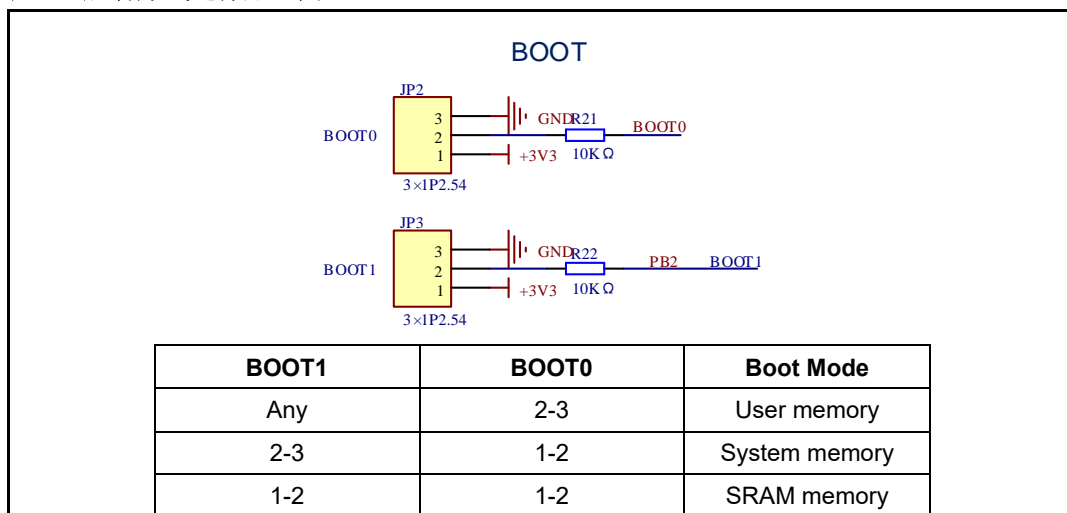 BOOT
JP2
BOOT0
3
2
1
GND
R21
BOOT0
+3V3
10KΩ
3×1P2.54
JP3
BOOT1
3
2
1
GND
R22
PB2
BOOT1
+3V3
10KΩ
3×1P2.54
BOOT1 BOOT0 Boot Mode
Any 2-3 User memory
2-3 1-2 System memory
1-2 1-2 SRAM memory